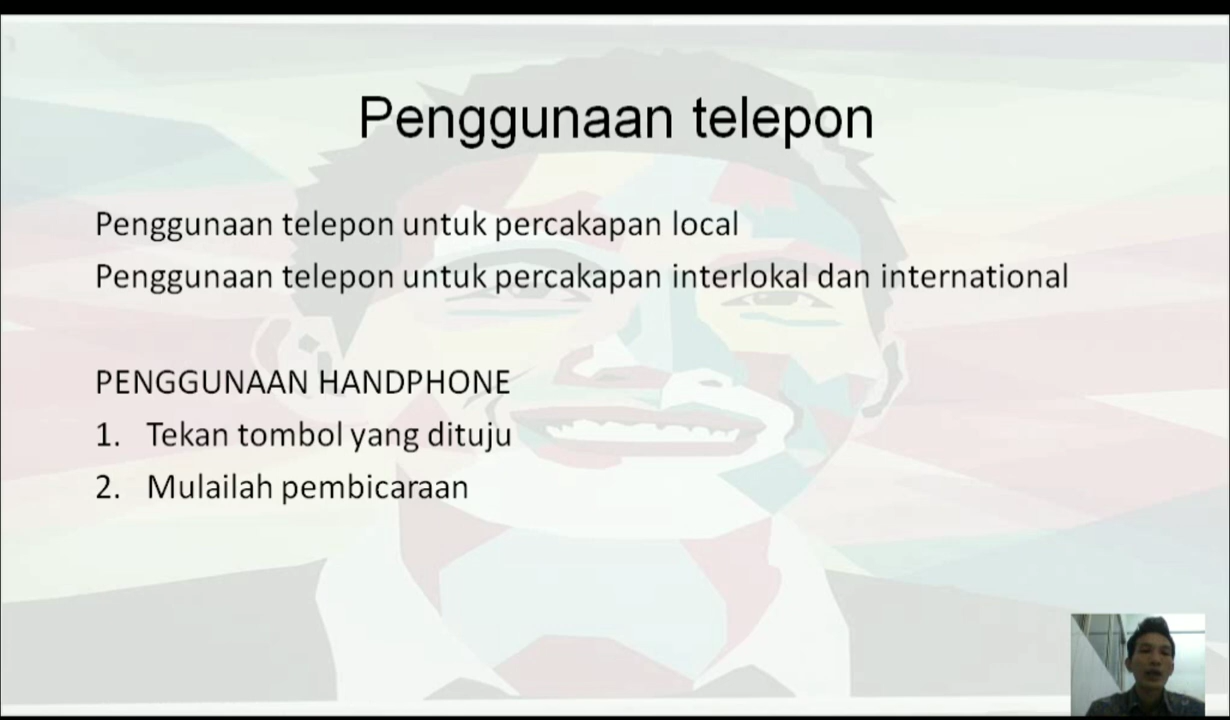 Penggunaan telepon
Penggunaan telepon untuk percakapan local
Penggunaan telepon untuk percakapan interlokal dan international
PENGGUNAAN HANDPHONE
1. Tekan tombol yang dituju
2. Mulailah pembicaraan